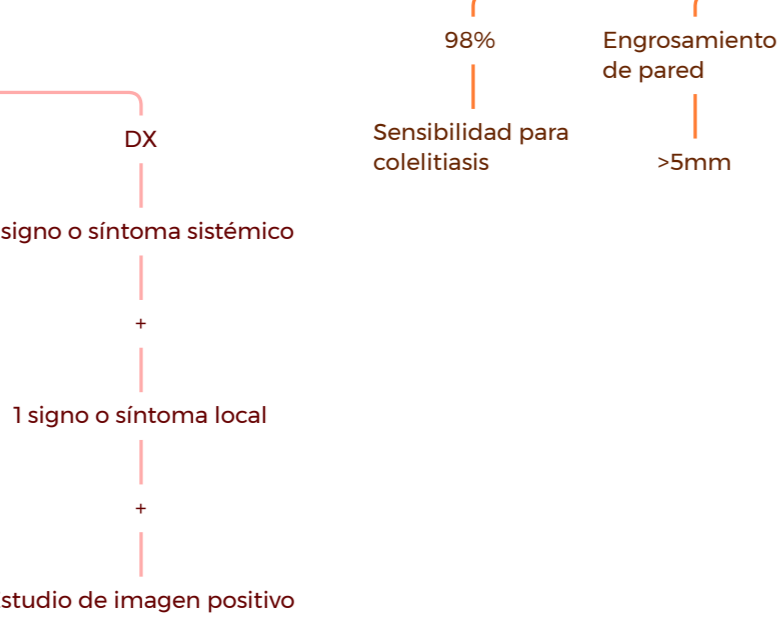 98%
Sensibilidad para
colelitiasis
Engrosamiento
de pared
>5mm
DX
signo o síntoma sistémico
+
1 signo o síntoma local
+
studio de imagen positivo